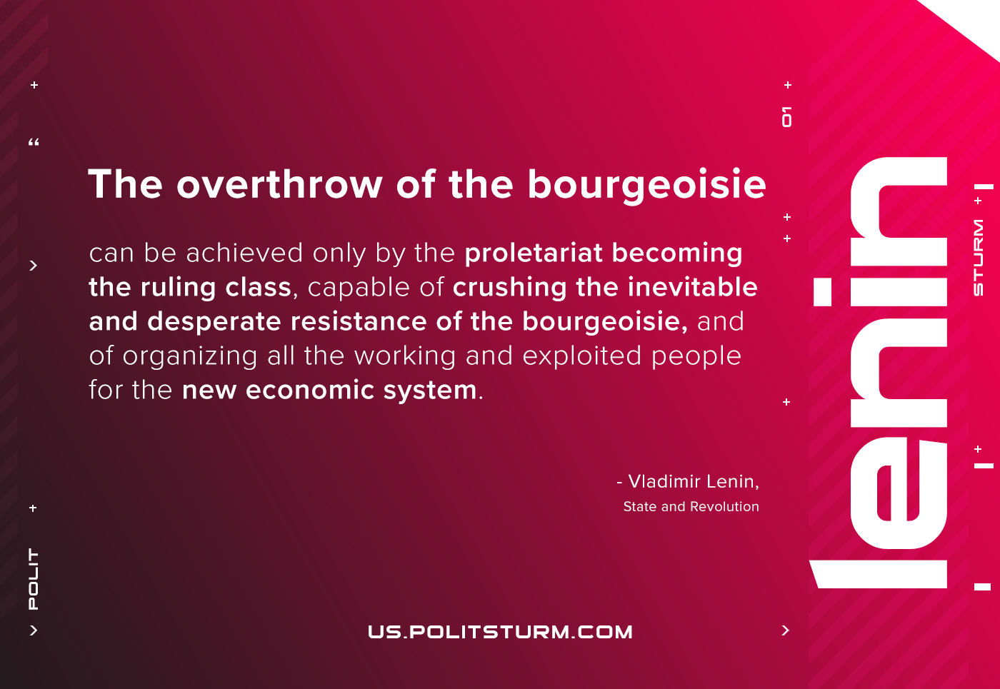 “
The overthrow of the bourgeoisie
can be achieved only by the proletariat becoming
the ruling class, capable of crushing the inevitable
and desperate resistance of the bourgeoisie, and
of organizing all the working and exploited people
for the new economic system.
- Vladimir Lenin,
State and Revolution
POLIT
US.POLITSTURM.COM
01
lenin
STURM